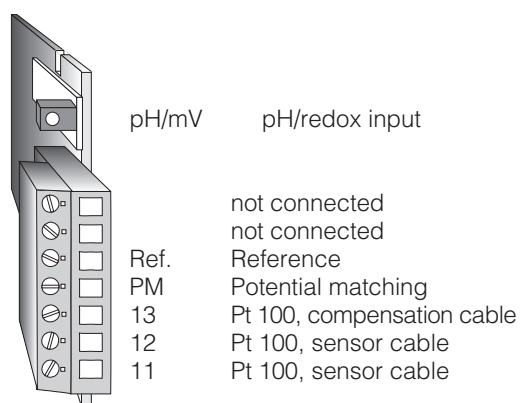 pH/mV pH/redox input
not connected
not connected
Ref. Reference
PM Potential matching
13 Pt 100, compensation cable
12 Pt 100, sensor cable
11 Pt 100, sensor cable